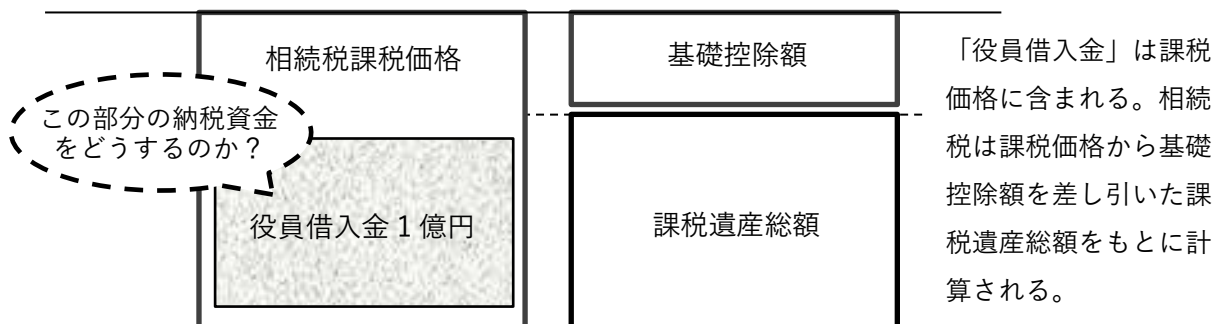 相続税課税価格
この部分の納税資金
をどうするのか？
役員借入金１億円
基礎控除額
課税遺産総額
「役員借入金」は課税
価格に含まれる。相続
税は課税価格から基礎
控除額を差し引いた課
税遺産総額をもとに計
算される。